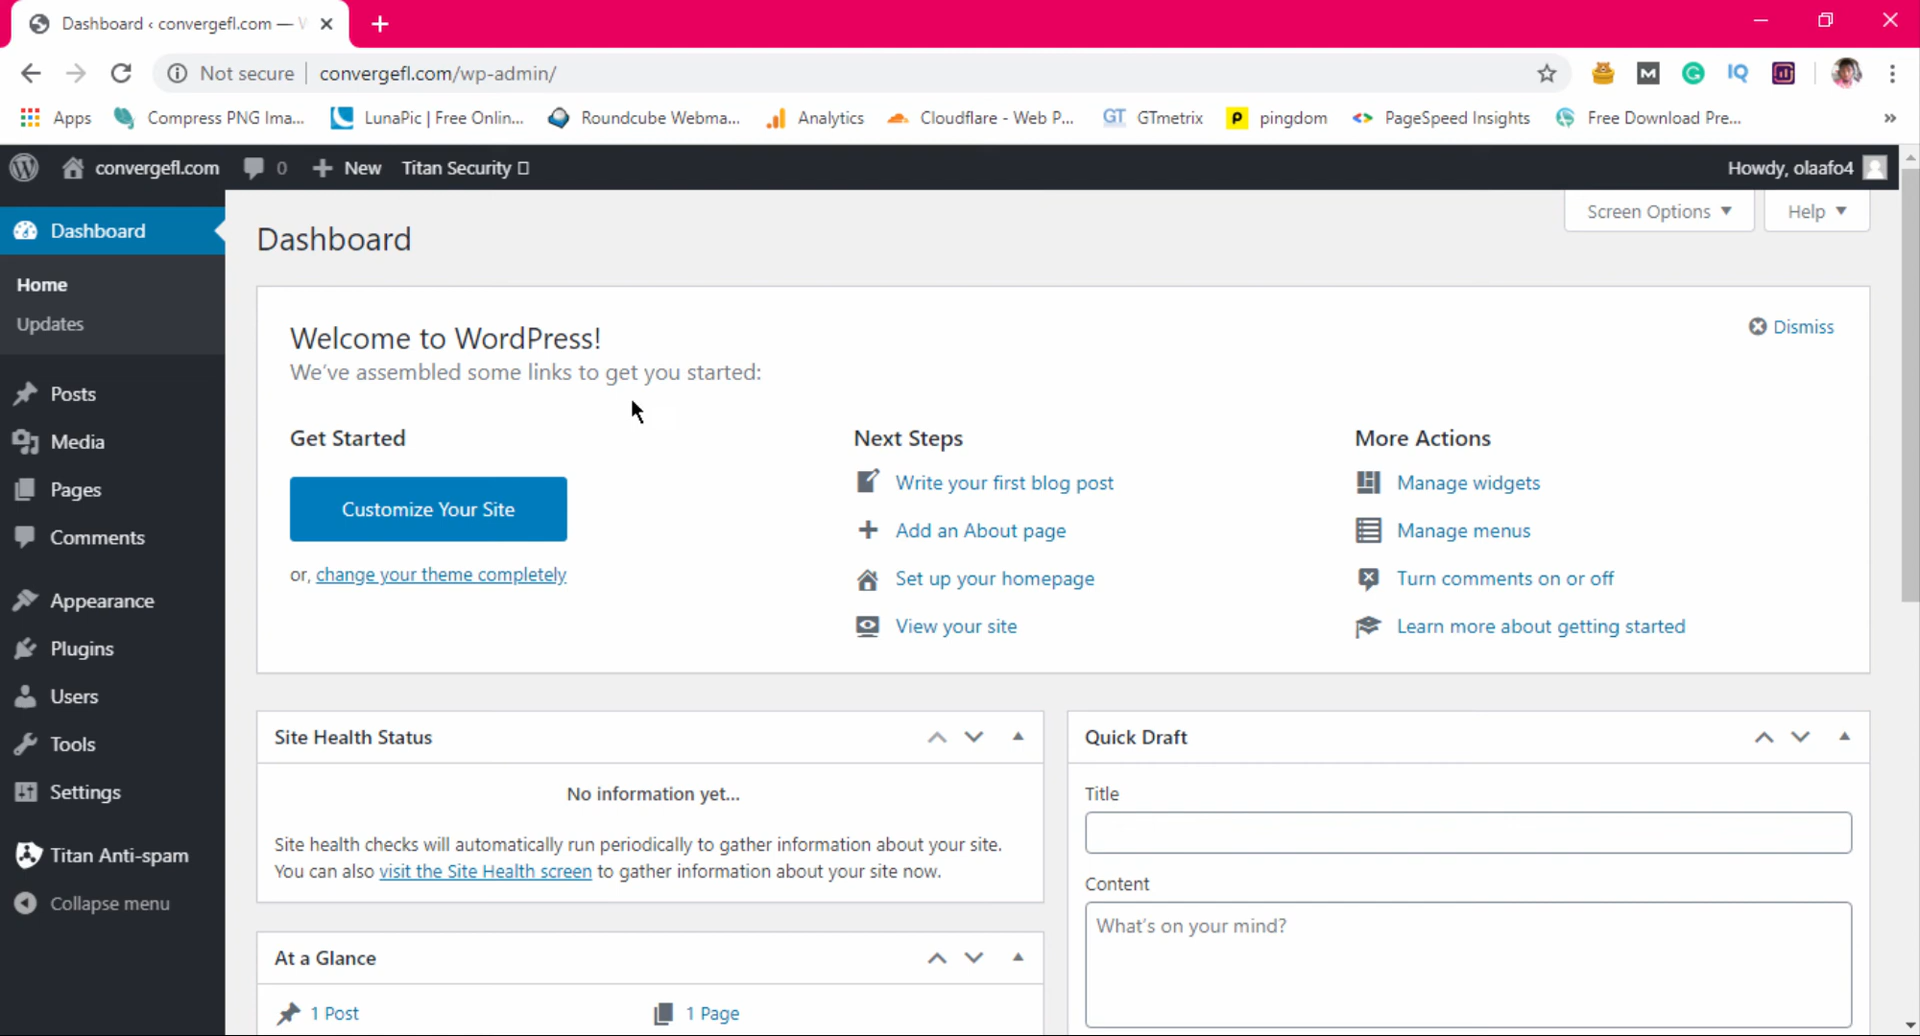 Dashboard ‹ convergefl.com —
Not secure convergefl.com/wp-admin/
Apps Compress PNG Ima... LunaPic | Free Onlin... Roundcube Webma... Analytics Cloudflare - Web P... GT GTmetrix p pingdom PageSpeed Insights Free Download Pre... »
convergefl.com 0 New Titan Security
Howdy, olaafo4
Dashboard
Home
Updates
Posts
Media
Pages
Comments
Appearance
Plugins
Users
Tools
Settings
Titan Anti-spam
Collapse menu
Screen Options
Help
Dashboard
Welcome to WordPress!
We've assembled some links to get you started:
Dismiss
Get Started
Customize Your Site
or, change your theme completely
Next Steps
Write your first blog post
Add an About page
Set up your homepage
View your site
More Actions
Manage widgets
Manage menus
Turn comments on or off
Learn more about getting started
Site Health Status
No information yet...
Site health checks will automatically run periodically to gather information about your site.
You can also visit the Site Health screen to gather information about your site now.
At a Glance
1 Post
1 Page
Quick Draft
Title
Content
What's on your mind?